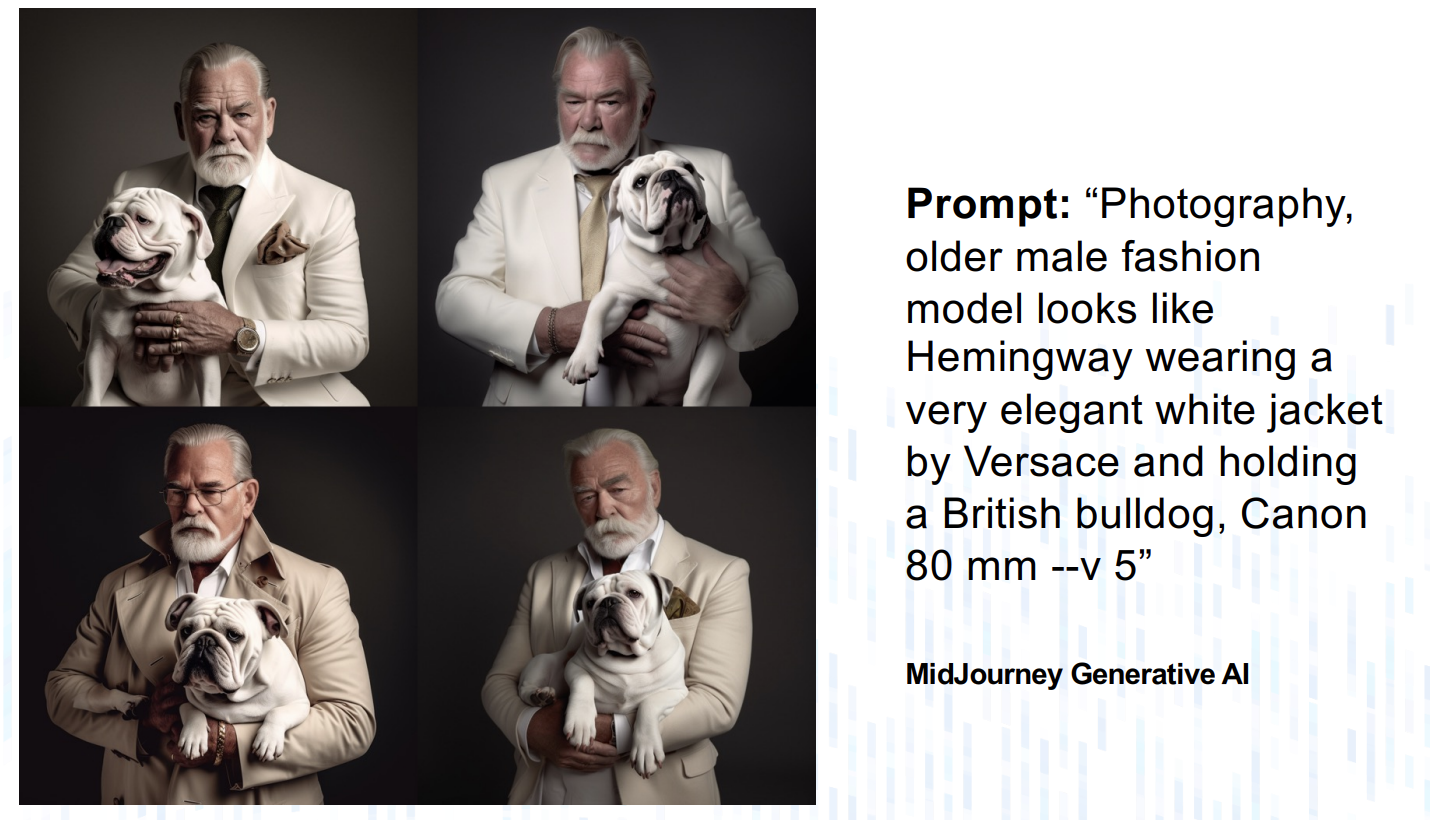 Prompt: “Photography,
older male fashion
model looks like
Hemingway wearing a
very elegant white jacket
by Versace and holding
a British bulldog, Canon
80 mm --v 5”
MidJourney Generative AI